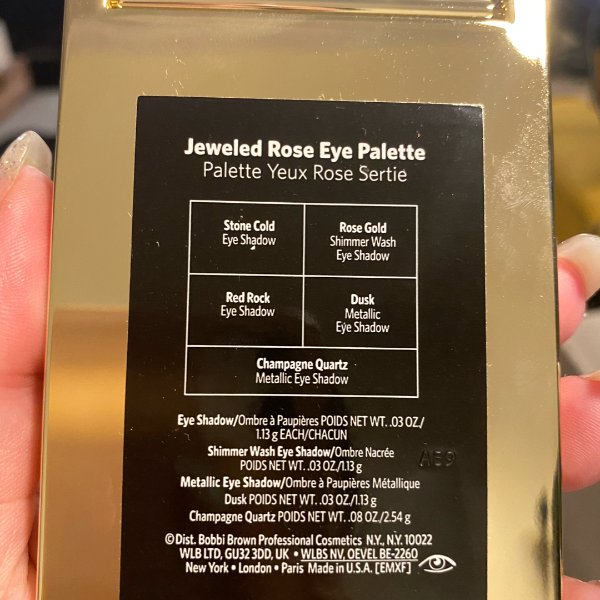 Jeweled Rose Eye Palette
Palette Yeux Rose Sertie
Stone Cold
Eye Shadow
Rose Gold
Shimmer Wash
Eye Shadow
Red Rock
Eye Shadow
Dusk
Metallic
Eye Shadow
Champagne Quartz
Metallic Eye Shadow
Eye Shadow/Ombre à Paupières POIDS NET WT. .03 OZ./
1.13 g EACH/CHACUN
Shimmer Wash Eye Shadow/Ombre Nacrée
POIDS NET WT. .03 OZ./1.13 g
AE9
Metallic Eye Shadow/Ombre à Paupières Métallique
Dusk POIDS NET WT. .03 OZ./1.13 g
Champagne Quartz POIDS NET WT. .08 OZ./2.54 g
©Dist. Bobbi Brown Professional Cosmetics N.Y., N.Y. 10022
WLB LTD, GU32 3DD, UK • WLBS NV, OEVEL BE-2260
New York • London • Paris Made in U.S.A. [EMXF]